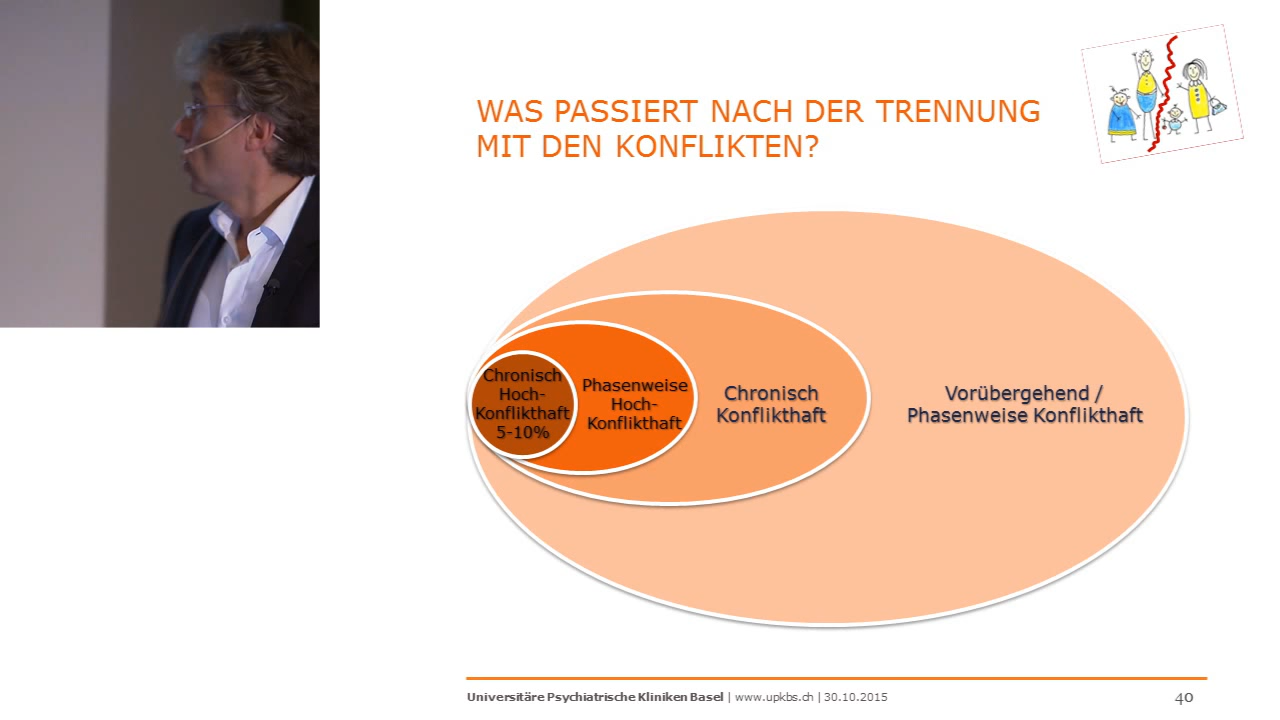 WAS PASSIERT NACH DER TRENNUNG
MIT DEN KONFLIKTEN?
Chronisch
Hoch-
Konflikthaft
5-10%
Phasenweise
Hoch-
Konflikthaft
Chronisch
Konflikthaft
Vorübergehend /
Phasenweise Konflikthaft
Universitäre Psychiatrische Kliniken Basel | www.upkbs.ch | 30.10.2015
40